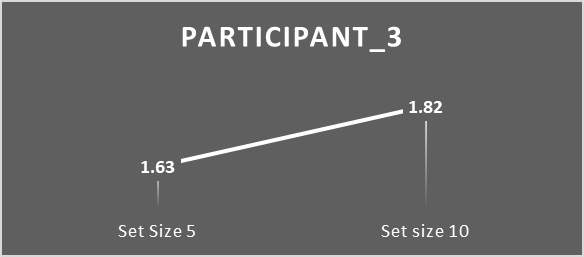 PARTICIPANT_3
1.82
1.63
Set Size 5 Set size 10